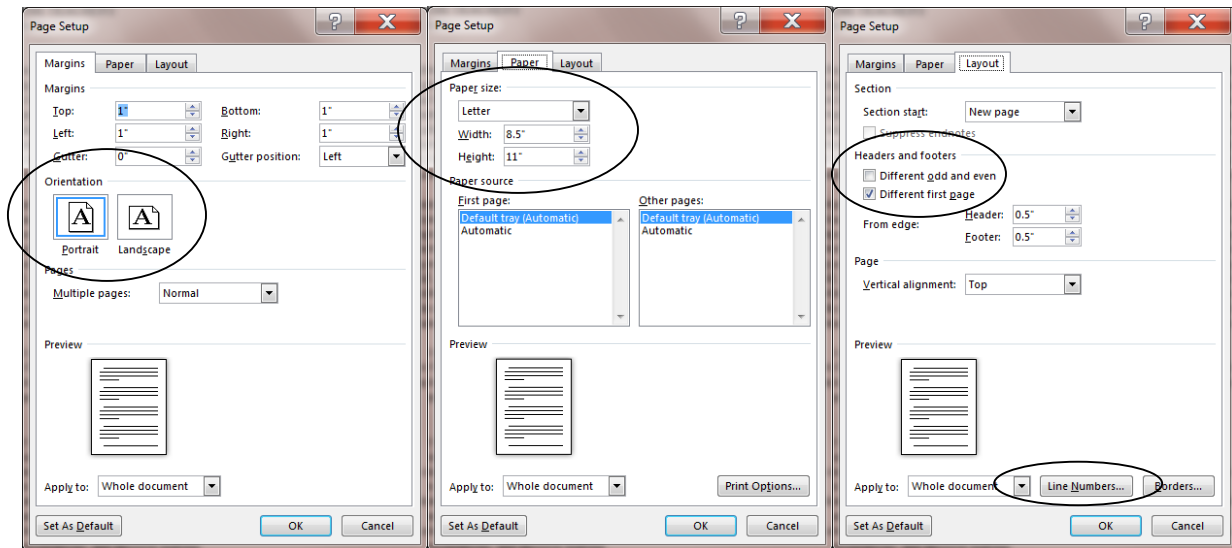 Page Setup
Margins Paper Layout
Margins
Top: 1" Bottom: 1"
Left: 1" Right: 1"
Gutter: 0" Gutter position: Left
Orientation
A A
Portrait Landscape
Pages
Multiple pages: Normal
Preview
Apply to: Whole document
Set As Default OK Cancel
Page Setup
Margins Paper Layout
Paper size:
Letter
Width: 8.5"
Height: 11"
Paper source
First page: Other pages:
Default tray (Automatic) Default tray (Automatic)
Automatic Automatic
Preview
Apply to: Whole document Print Options...
Set As Default OK Cancel
Page Setup
Margins Paper Layout
Section
Section start: New page
Suppress endnotes
Headers and footers
Different odd and even
Different first page
Header: 0.5"
From edge:
Footer: 0.5"
Page
Vertical alignment: Top
Preview
Apply to: Whole document Line Numbers... Borders...
Set As Default OK Cancel